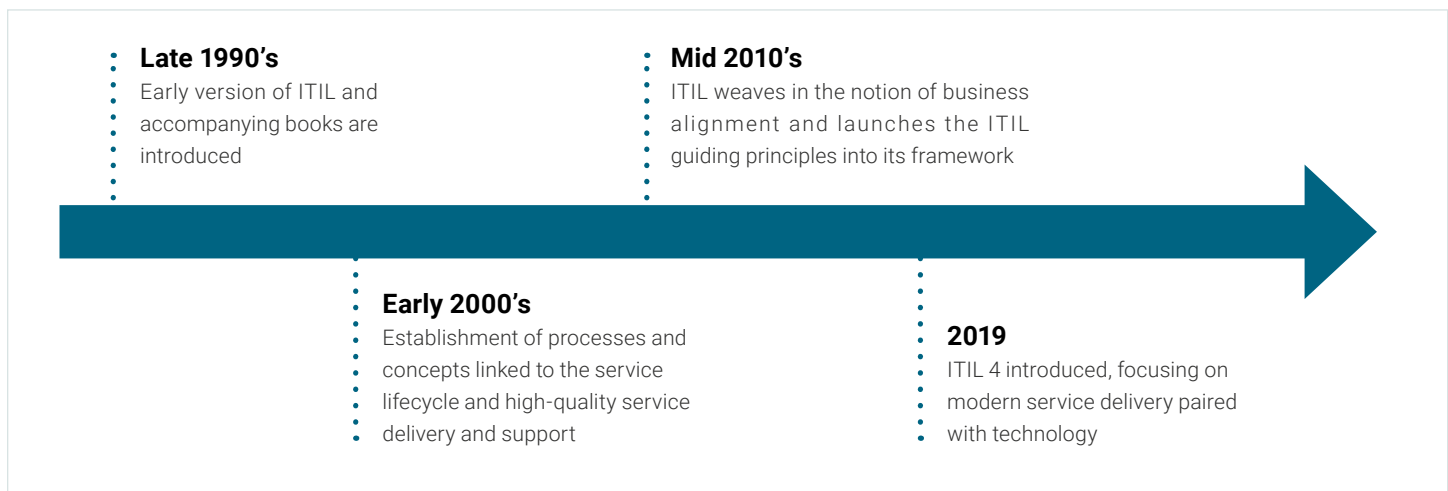 Late 1990’s
Early version of ITIL and
accompanying books are
introduced
Early 2000’s
Establishment of processes and
concepts linked to the service
lifecycle and high-quality service
delivery and support
Mid 2010’s
ITIL weaves in the notion of business
alignment and launches the ITIL
guiding principles into its framework
2019
ITIL 4 introduced, focusing on
modern service delivery paired
with technology